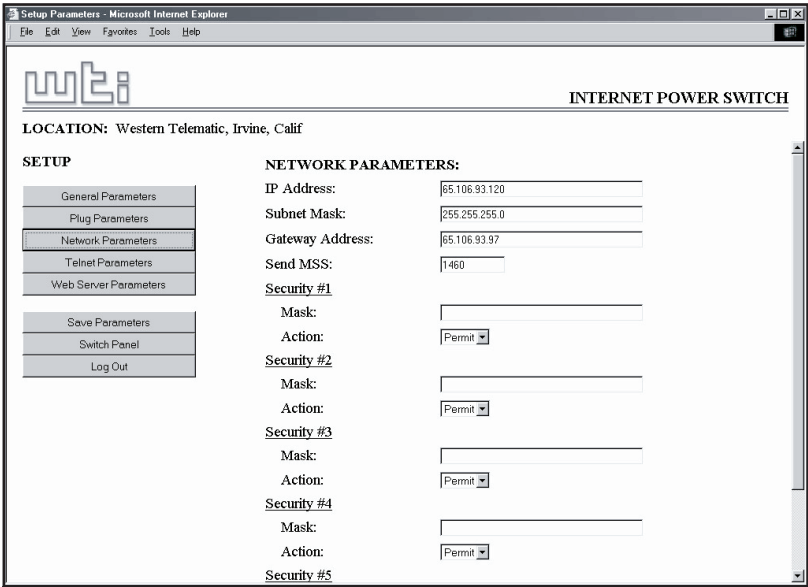 Setup Parameters - Microsoft Internet Explorer
File Edit View Favorites Tools Help
wti
INTERNET POWER SWITCH
LOCATION: Western Telematic, Irvine, Calif
SETUP
General Parameters
Plug Parameters
Network Parameters
Telnet Parameters
Web Server Parameters
Save Parameters
Switch Panel
Log Out
NETWORK PARAMETERS:
IP Address: 65.106.93.120
Subnet Mask: 255.255.255.0
Gateway Address: 65.106.93.97
Send MSS: 1460
Security #1
Mask:
Action: Permit
Security #2
Mask:
Action: Permit
Security #3
Mask:
Action: Permit
Security #4
Mask:
Action: Permit
Security #5